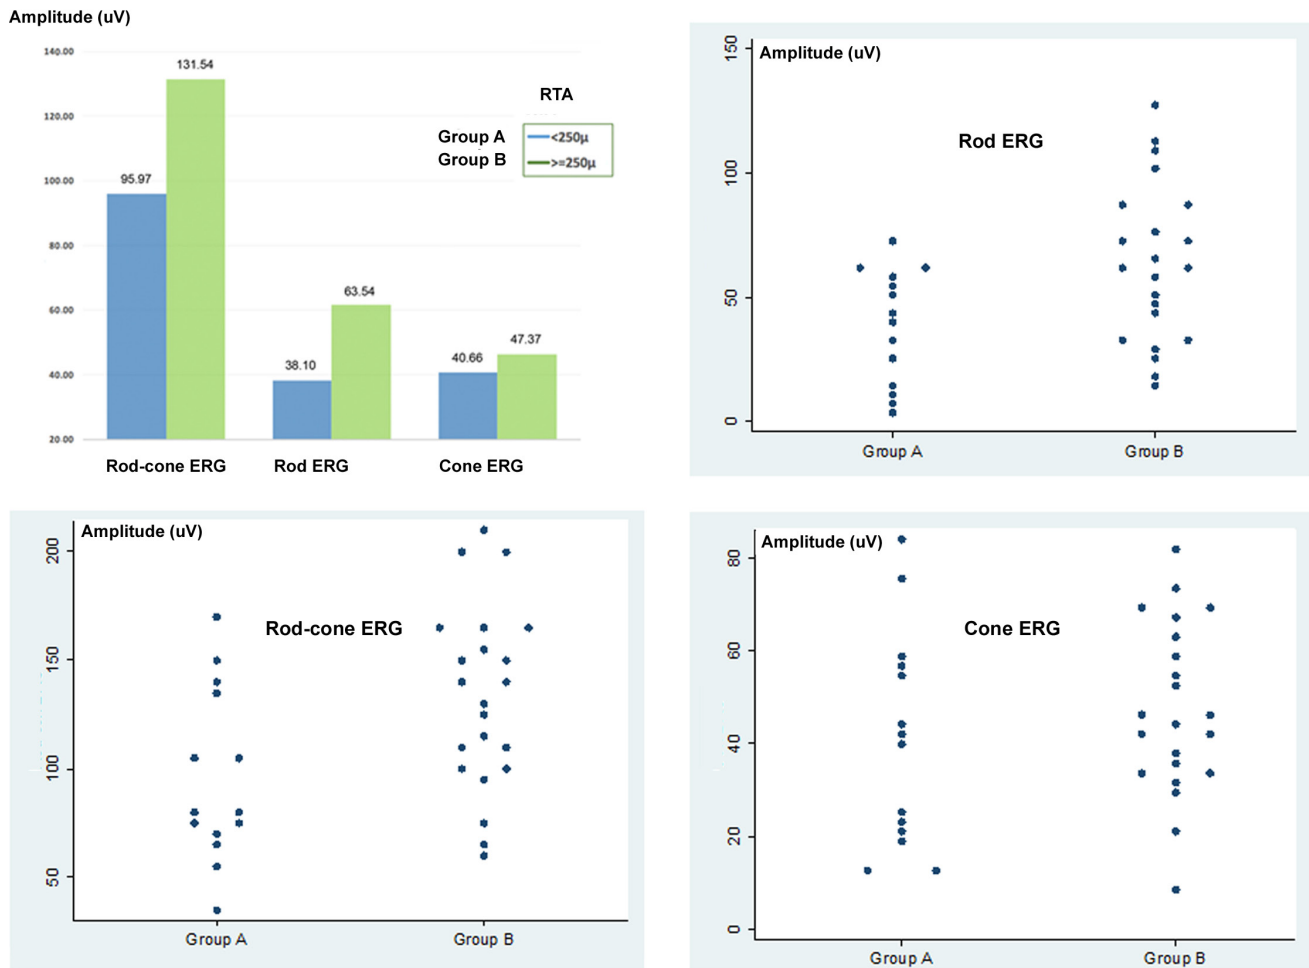 Amplitude (uV)
140.00
120.00
100.00
80.00
60.00
40.00
20.00
131.54
95.97
63.54
38.10
47.37
40.66
RTA
Group A <250μ
Group B >=250μ
Rod-cone ERG Rod ERG Cone ERG
Amplitude (uV)
Rod ERG
150
100
50
0
Group A Group B
Amplitude (uV)
Rod-cone ERG
200
150
100
50
Group A Group B
Amplitude (uV)
Cone ERG
80
60
40
20
0
Group A Group B